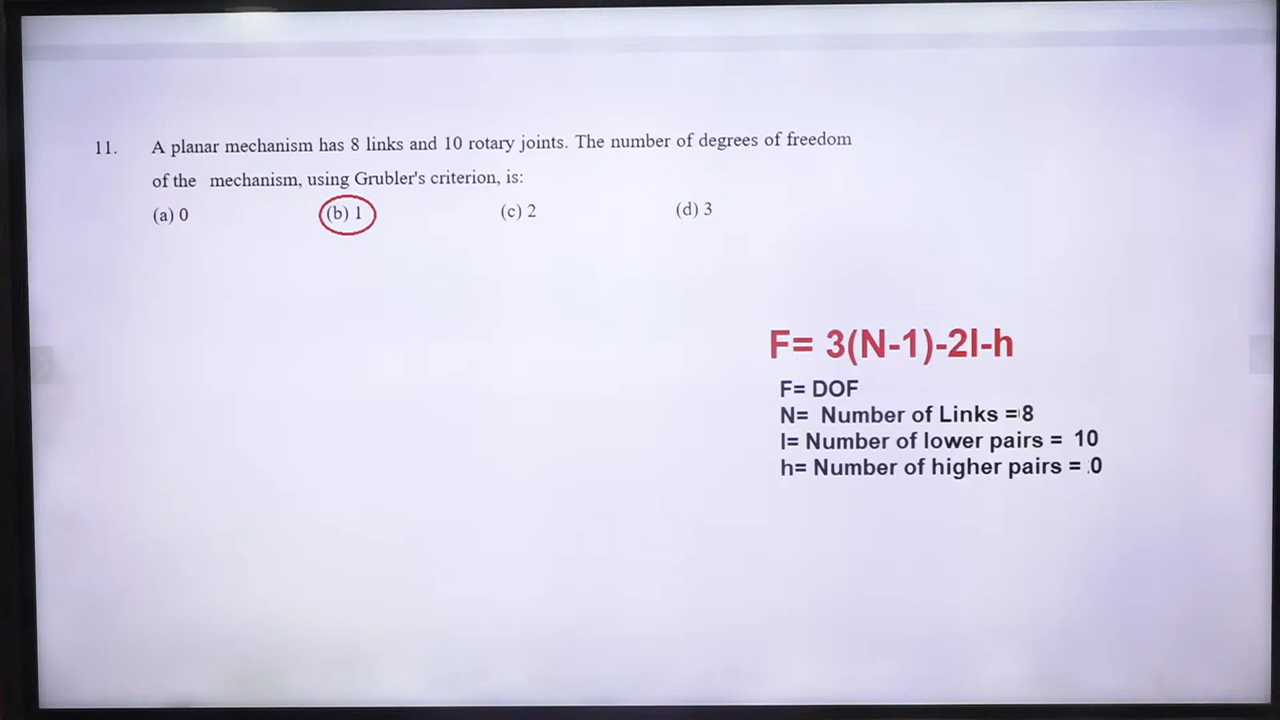 11. A planar mechanism has 8 links and 10 rotary joints. The number of degrees of freedom
of the mechanism, using Grubler's criterion, is:
(a) 0 (b) 1 (c) 2 (d) 3
F= 3(N-1)-2l-h
F= DOF
N= Number of Links = 8
l= Number of lower pairs = 10
h= Number of higher pairs = 0